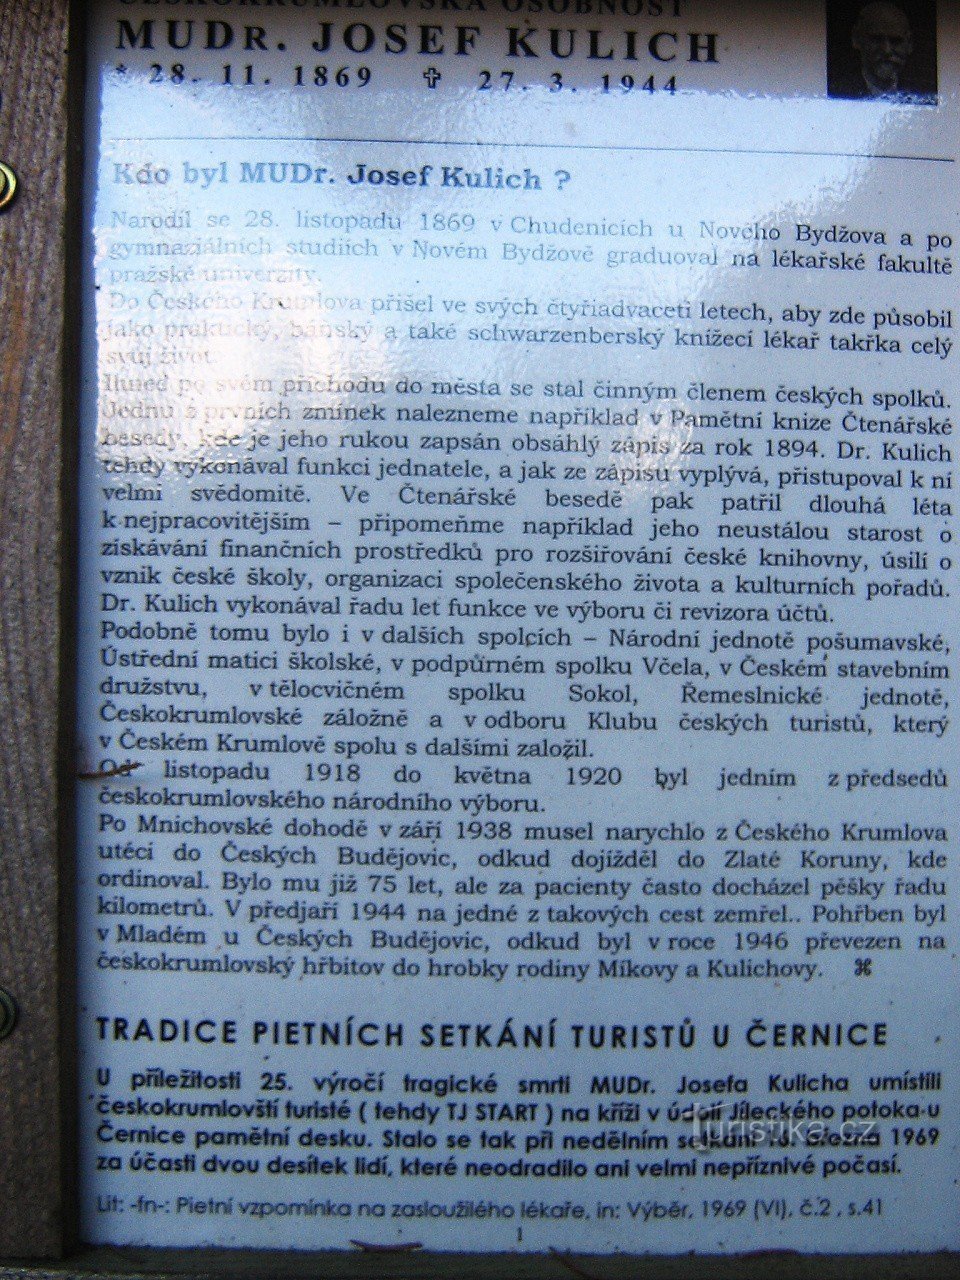 ČESKOKRUMLOVSKÁ OSOBNOST
MUDR. JOSEF KULICH
* 28. 11. 1869 ✞ 27. 3. 1944
Kdo byl MUDr. Josef Kulich ?
Narodil se 28. listopadu 1869 v Chudenicích u Nového Bydžova a po
gymnaziálních studiích v Novém Bydžově graduoval na lékařské fakultě
pražské univerzity.
Do Českého Krumlova přišel ve svých čtyřiadvaceti letech, aby zde působil
jako praktický, báňský a také schwarzenberský knížecí lékař takřka celý
svůj život.
Ihned po svém příchodu do města se stal činným členem českých spolků.
Jednu z prvních zmínek nalezneme například v Pamětní knize Čtenářské
besedy, kde je jeho rukou zapsán obsáhlý zápis za rok 1894. Dr. Kulich
tehdy vykonával funkci jednatele, a jak ze zápisu vyplývá, přistupoval k ní
velmi svědomitě. Ve Čtenářské besedě pak patřil dlouhá léta
k nejpracovitějším – připomeňme například jeho neustálou starost o
získávání finančních prostředků pro rozšiřování české knihovny, úsilí o
vznik české školy, organizaci společenského života a kulturních pořadů.
Dr. Kulich vykonával řadu let funkce ve výboru či revizora účtů.
Podobně tomu bylo i v dalších spolcích – Národní jednotě pošumavské,
Ústřední matici školské, v podpůrném spolku Včela, v Českém stavebním
družstvu, v tělocvičném spolku Sokol, Řemeslnické jednotě,
Českokrumlovské záložně a v odboru Klubu českých turistů, který
v Českém Krumlově spolu s dalšími založil.
Od listopadu 1918 do května 1920 byl jedním z předsedů
českokrumlovského národního výboru.
Po Mnichovské dohodě v září 1938 musel narychlo z Českého Krumlova
utéci do Českých Budějovic, odkud dojížděl do Zlaté Koruny, kde
ordinoval. Bylo mu již 75 let, ale za pacienty často docházel pěšky řadu
kilometrů. V předjaří 1944 na jedné z takových cest zemřel.. Pohřben byl
v Mladém u Českých Budějovic, odkud byl v roce 1946 převezen na
českokrumlovský hřbitov do hrobky rodiny Míkovy a Kulichovy. ⌘
TRADICE PIETNÍCH SETKÁNÍ TURISTŮ U ČERNICE
U příležitosti 25. výročí tragické smrti MUDr. Josefa Kulicha umístili
českokrumlovští turisté ( tehdy TJ START ) na kříži v údolí Jíleckého potoka u
Černice pamětní desku. Stalo se tak při nedělním setkání 16. března 1969
za účasti dvou desítek lidí, které neodradilo ani velmi nepříznivé počasí.
Lit: -fn-: Pietní vzpomínka na zasloužilého lékaře, in: Výběr, 1969 (VI), č.2 , s.41
Turistika.cz